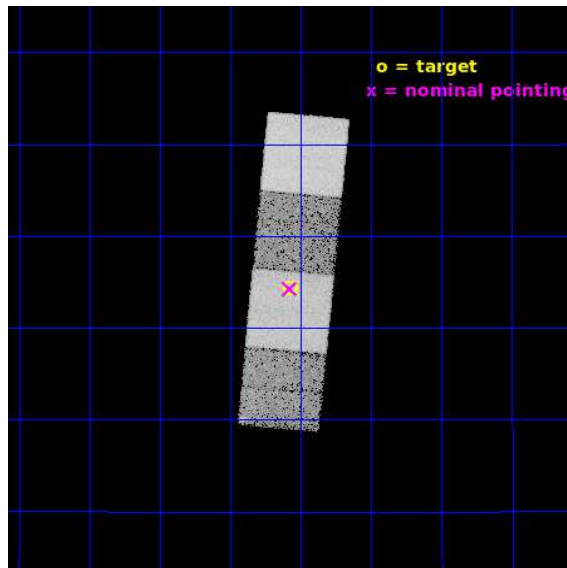 o = target
x = nominal pointing